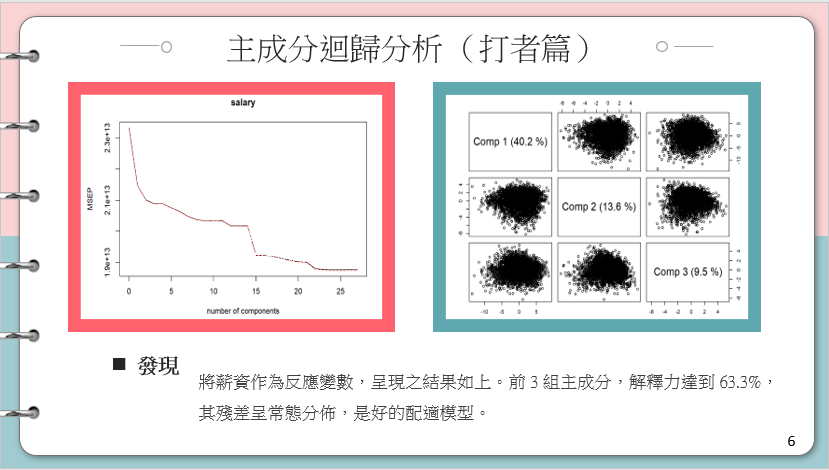 主成分迴歸分析（打者篇）
salary
2.3e+13
2.1e+13
1.9e+13
MSEP
0 5 10 15 20 25
number of components
-8 -6 -4 -2 0 2 4
Comp 1 (40.2 %)
5
0
-5
-10
4
2
0
-4
-8
Comp 2 (13.6 %)
Comp 3 (9.5 %)
4
2
0
-2
-6
-10 -5 0 5
-6 -4 -2 0 2 4
■ 發現
將薪資作為反應變數，呈現之結果如上。前 3 組主成分，解釋力達到 63.3%，
其殘差呈常態分佈，是好的配適模型。
6